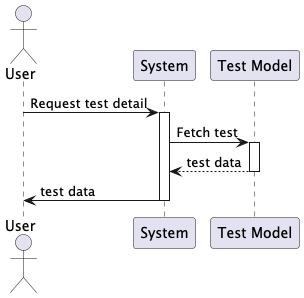 User
System
Test Model
Request test detail
Fetch test
test data
test data
User
System
Test Model